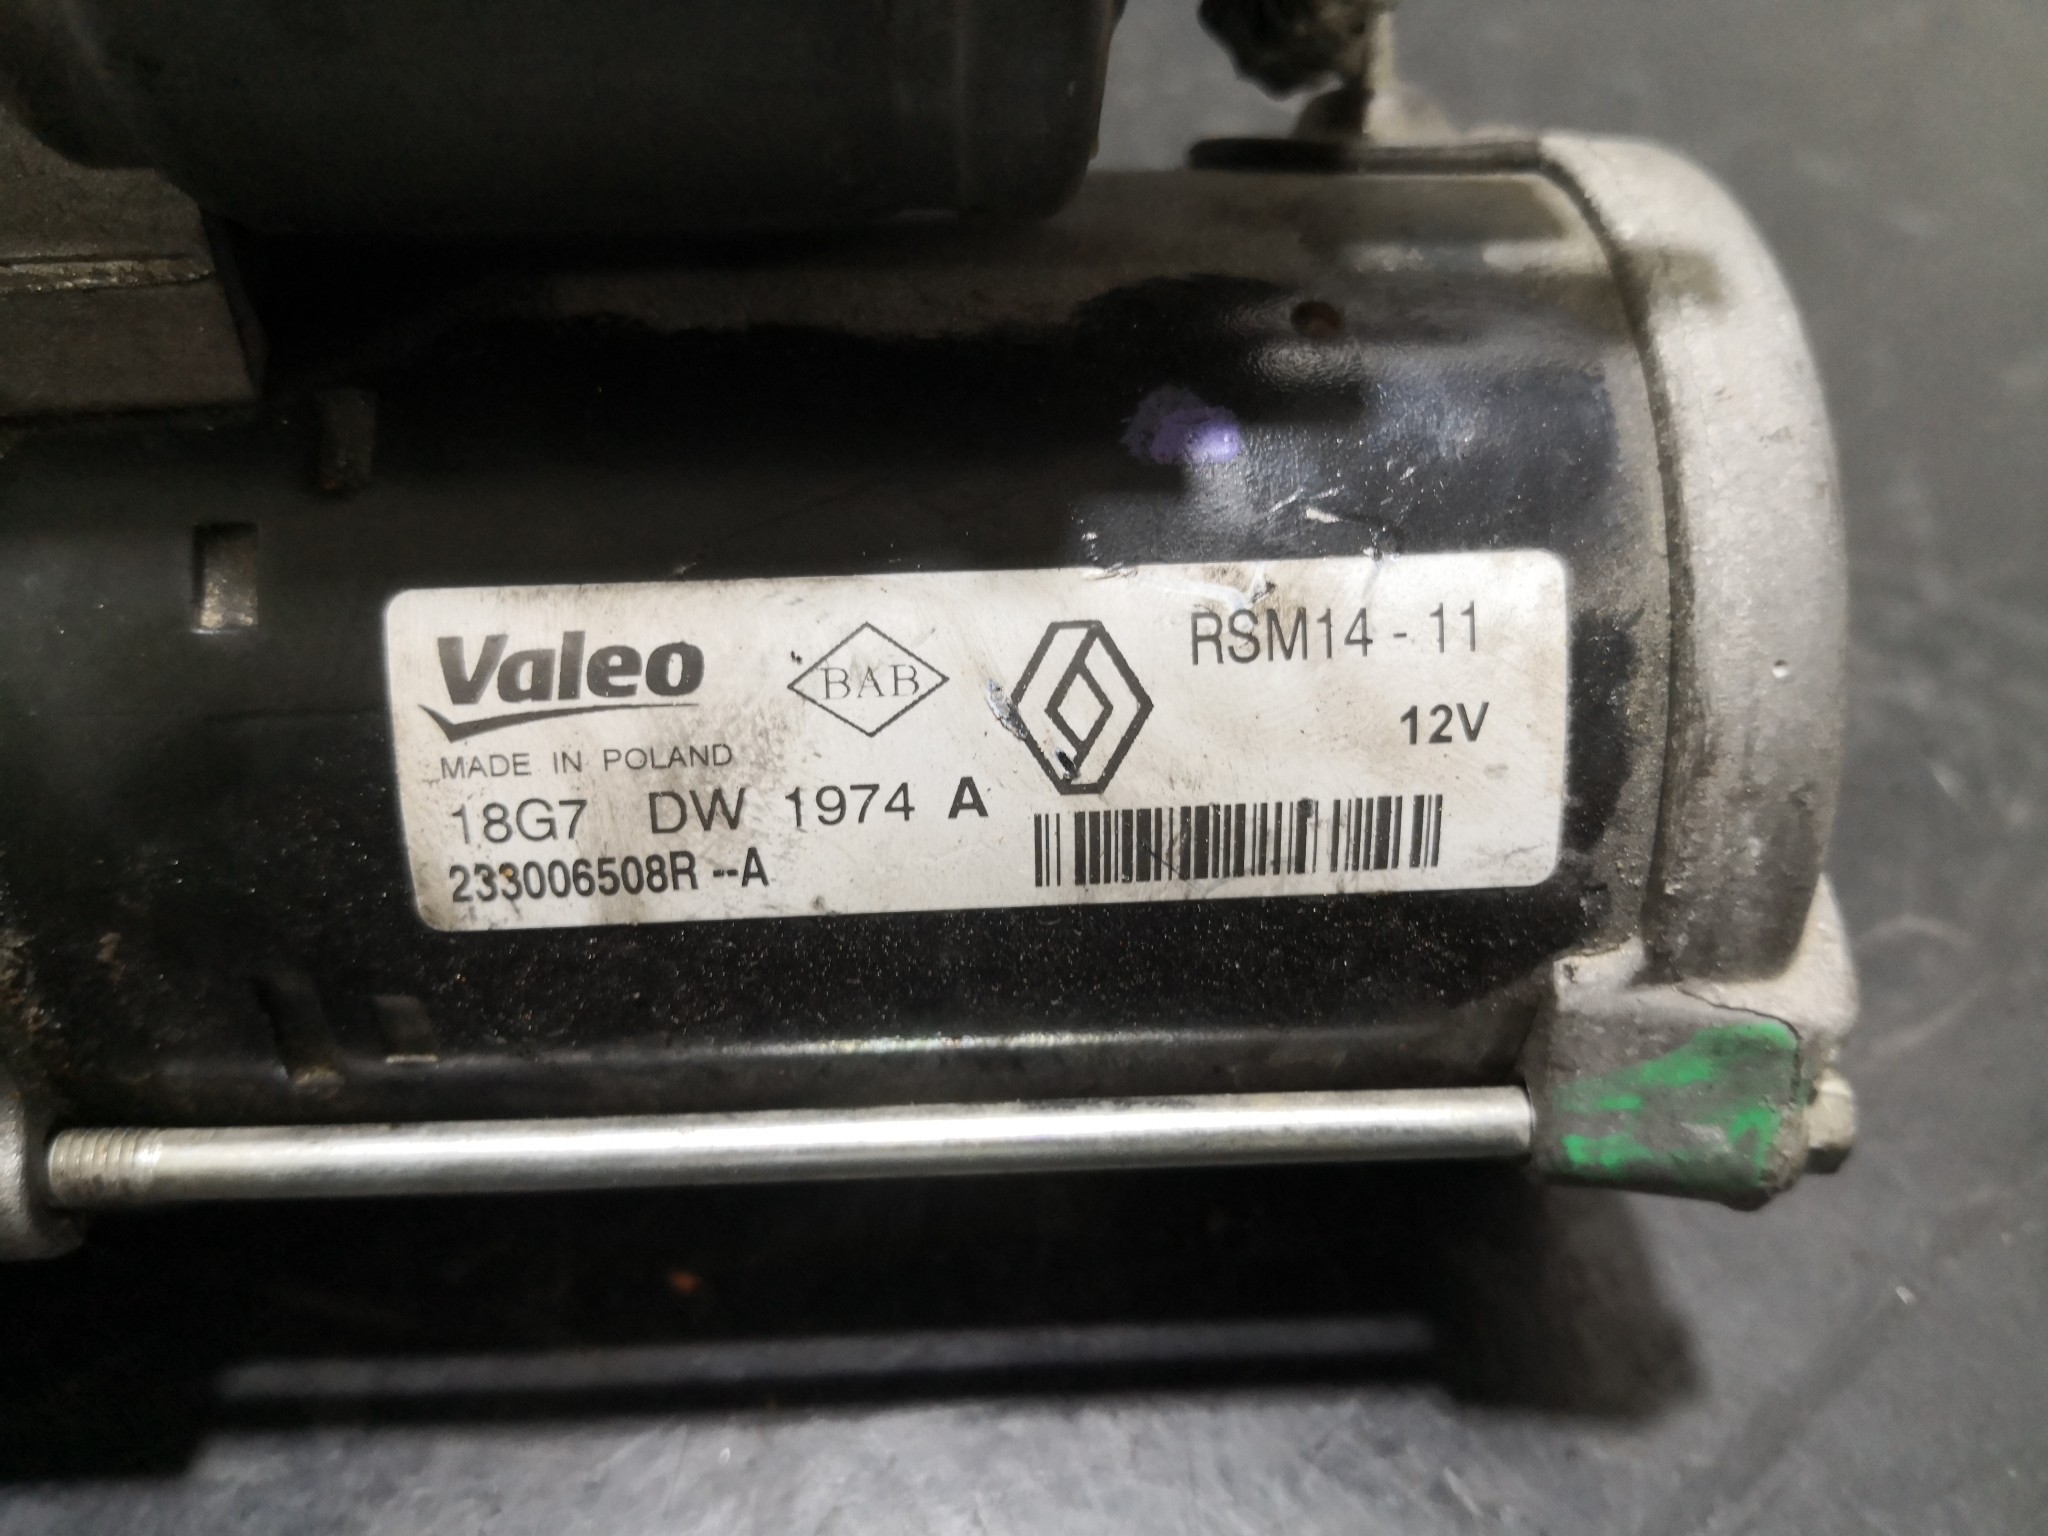 Valeo
BAB
RSM14 - 11
12V
MADE IN POLAND
18G7 DW 1974 A
233006508R --A